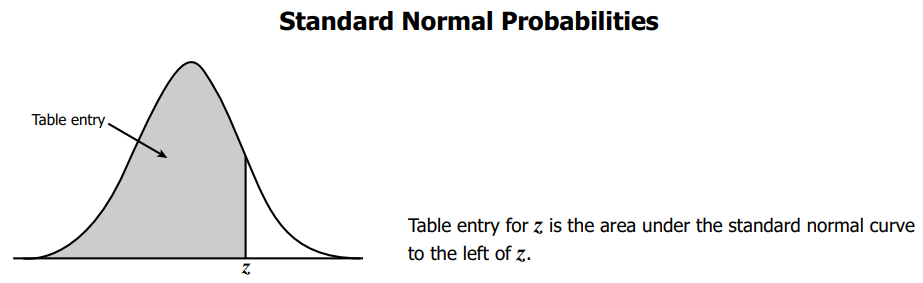 Standard Normal Probabilities
Table entry
Table entry for z is the area under the standard normal curve
to the left of z.
z